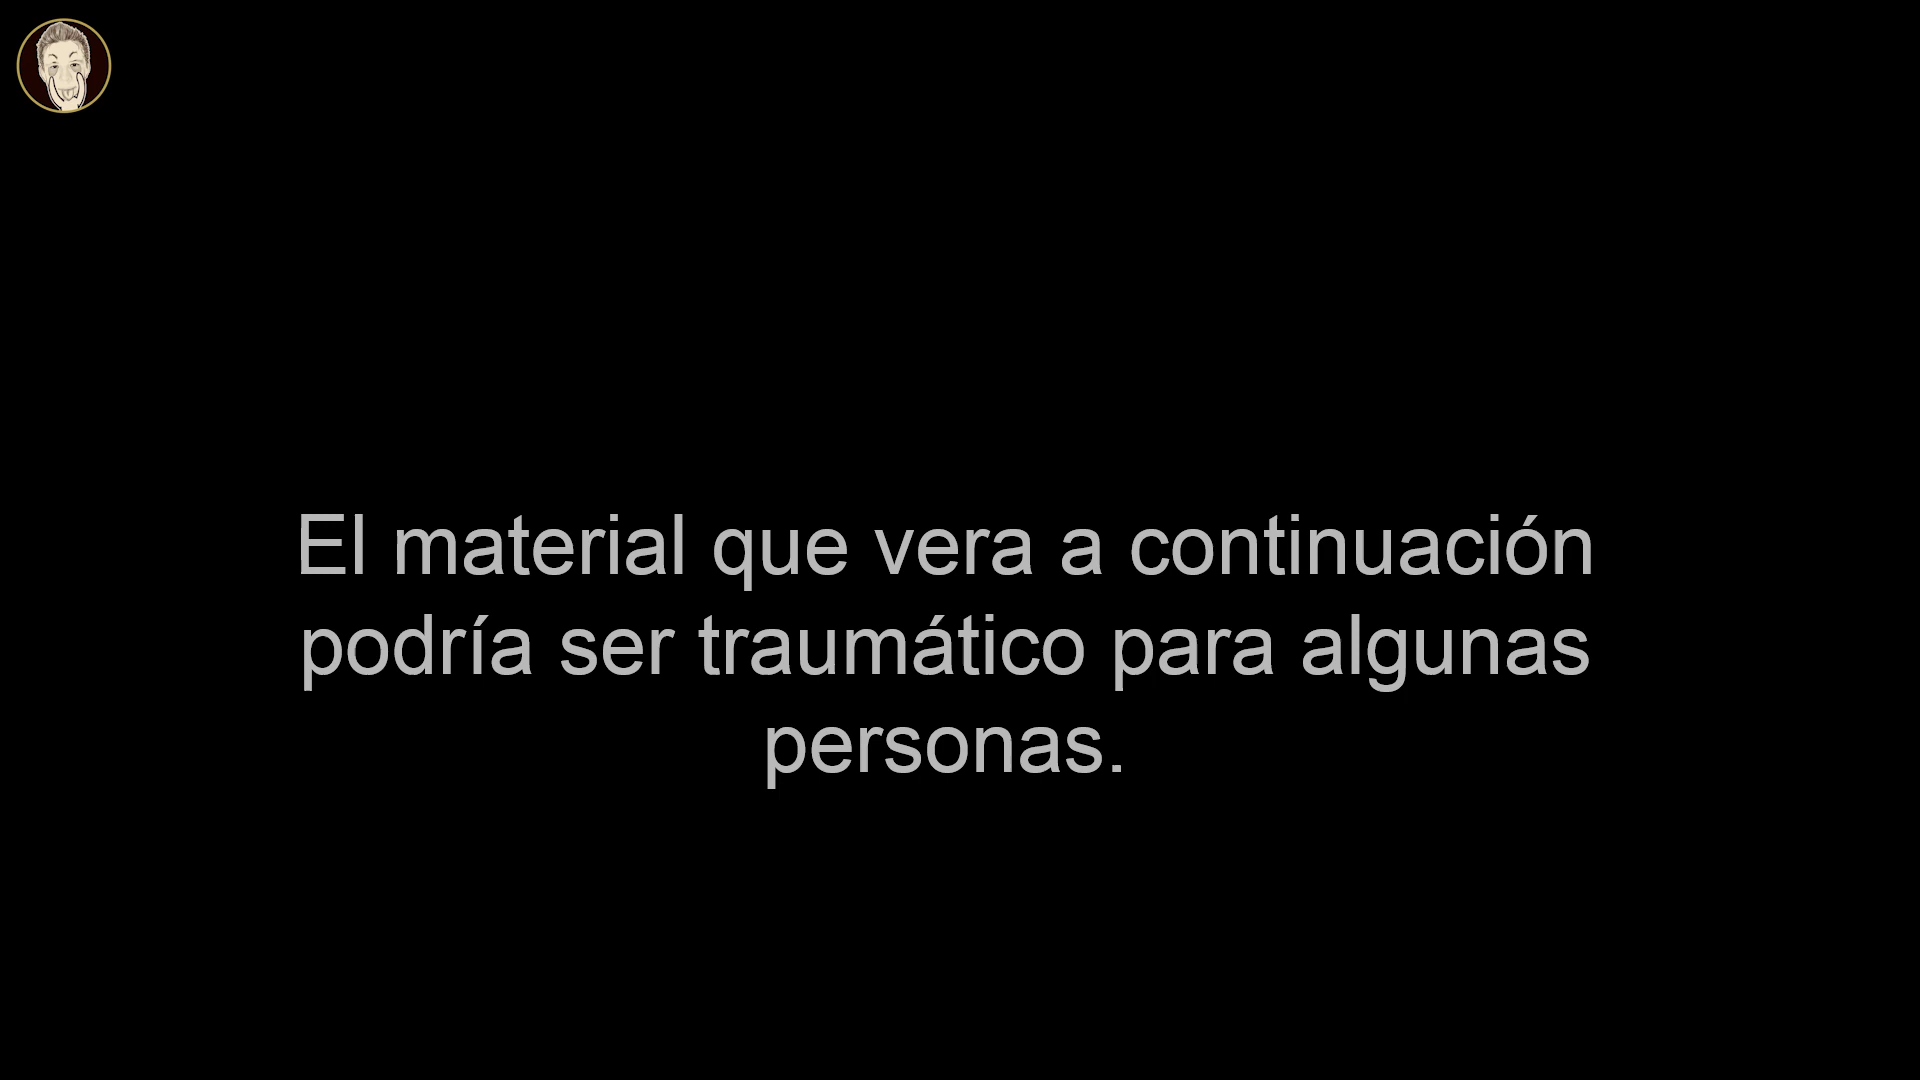 El material que vera a continuación
podría ser traumático para algunas
personas.